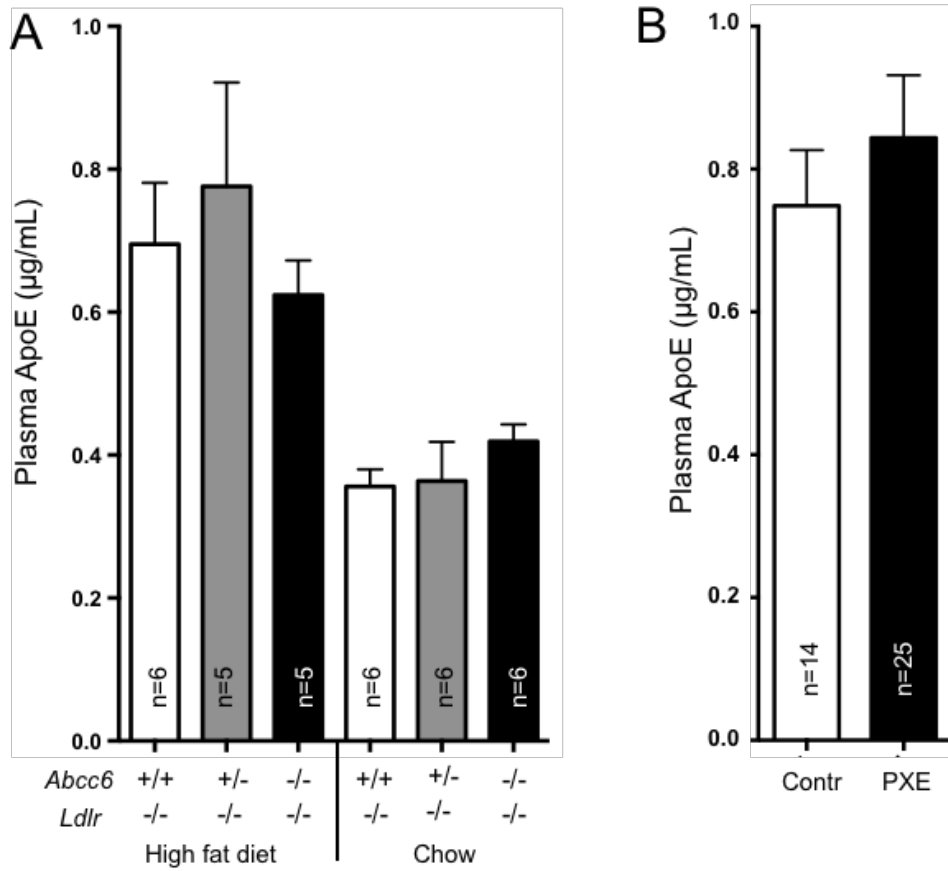 A
Plasma ApoE (µg/mL)
1.0
0.8
0.6
0.4
0.2
0.0
n=6
n=5
n=5
n=6
n=6
n=6
Abcc6 +/+ +/- -/- +/+ +/- -/-
Ldlr -/- -/- -/- -/- -/- -/-
High fat diet Chow
B
Plasma ApoE (µg/mL)
1.0
0.8
0.6
0.4
0.2
0.0
n=14
n=25
Contr PXE